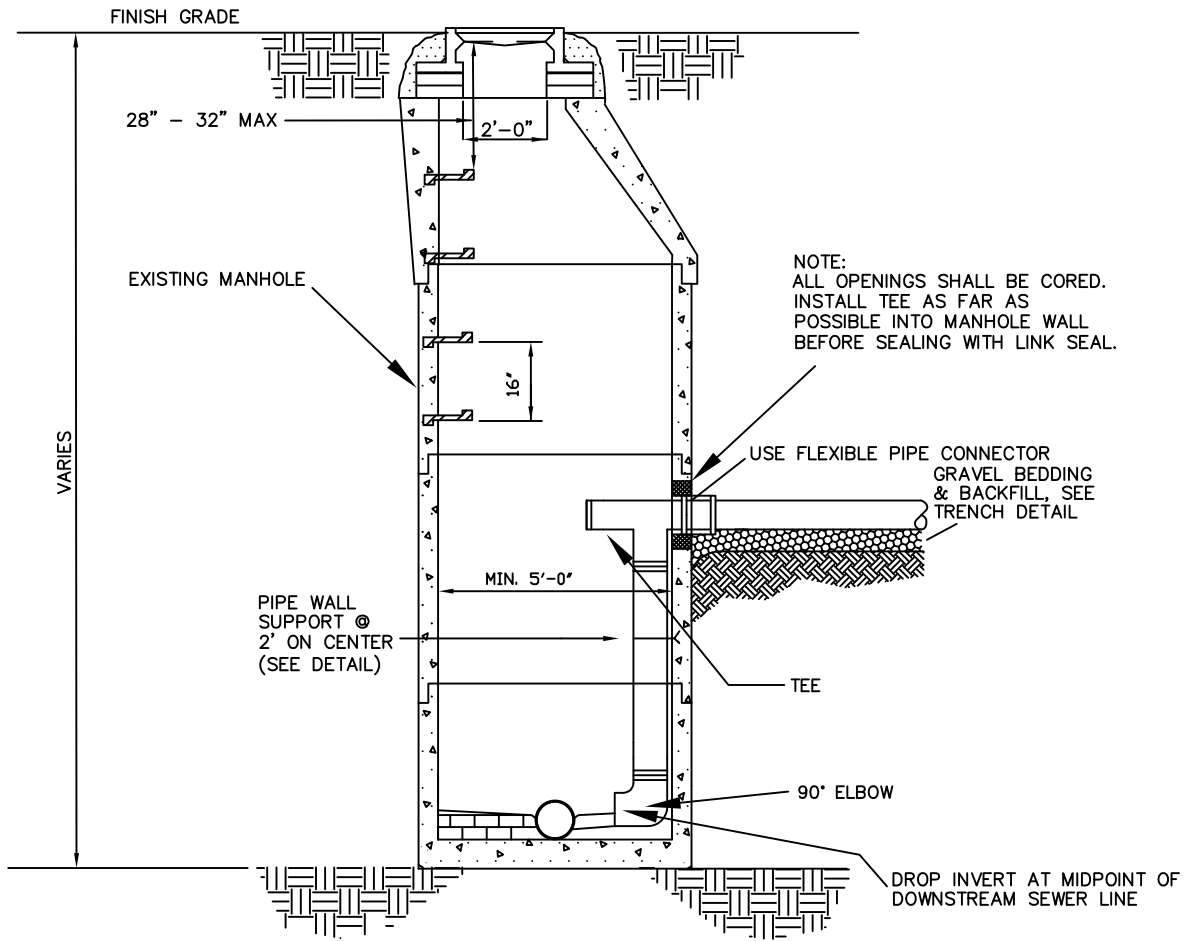 FINISH GRADE
28" - 32" MAX
2'-0"
EXISTING MANHOLE
NOTE:
ALL OPENINGS SHALL BE CORED.
INSTALL TEE AS FAR AS
POSSIBLE INTO MANHOLE WALL
BEFORE SEALING WITH LINK SEAL.
16"
VARIES
USE FLEXIBLE PIPE CONNECTOR
GRAVEL BEDDING
& BACKFILL, SEE
TRENCH DETAIL
MIN. 5'-0"
PIPE WALL
SUPPORT @
2' ON CENTER
(SEE DETAIL)
TEE
90° ELBOW
DROP INVERT AT MIDPOINT OF
DOWNSTREAM SEWER LINE